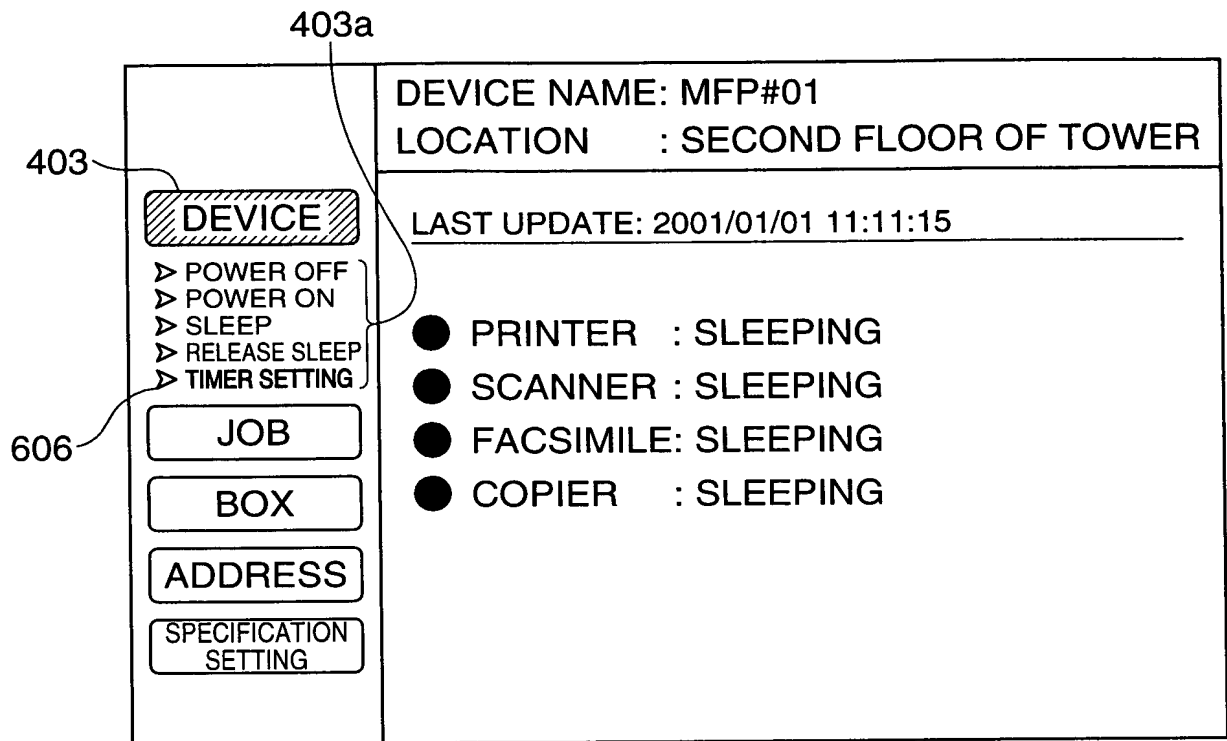 403a
DEVICE NAME: MFP#01
LOCATION : SECOND FLOOR OF TOWER
403
DEVICE
LAST UPDATE: 2001/01/01 11:11:15
POWER OFF
POWER ON
SLEEP
RELEASE SLEEP
TIMER SETTING
606
JOB
BOX
ADDRESS
SPECIFICATION
SETTING
PRINTER : SLEEPING
SCANNER : SLEEPING
FACSIMILE: SLEEPING
COPIER : SLEEPING